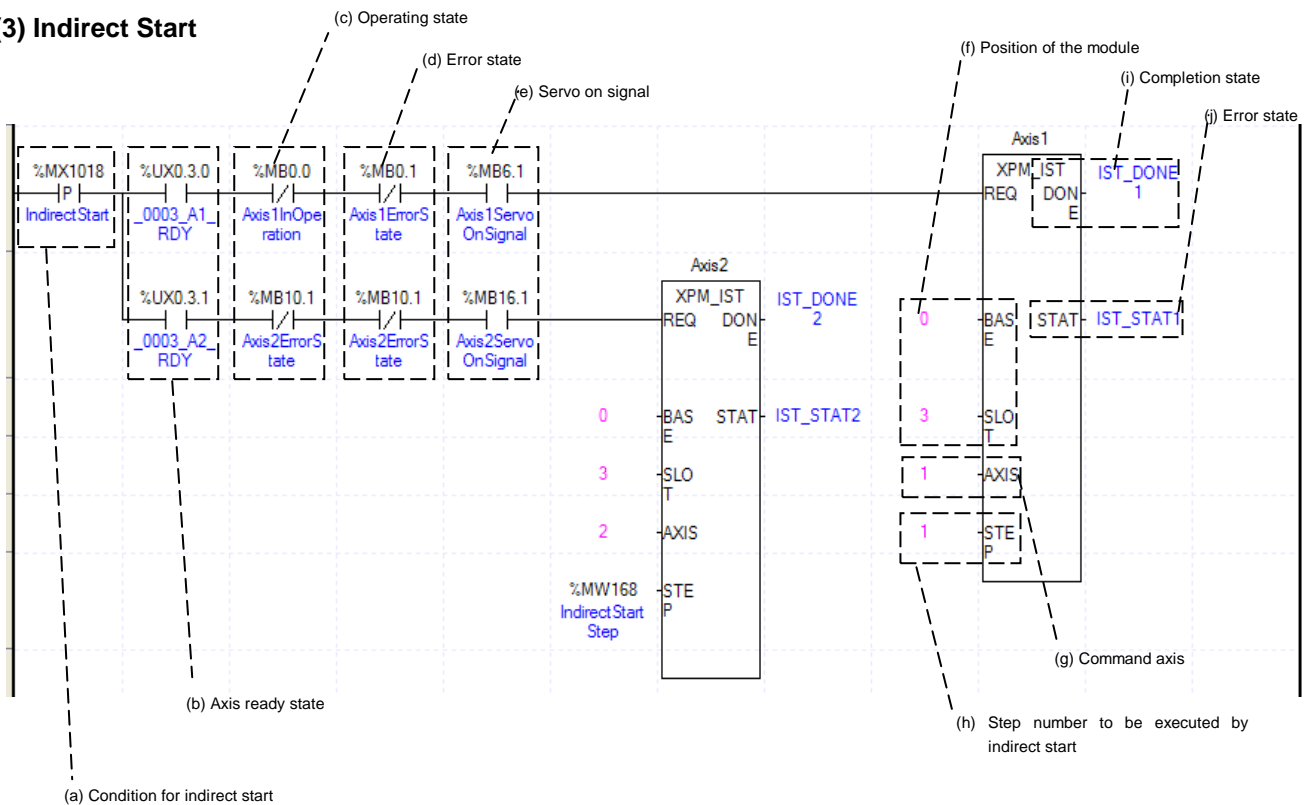 (3) Indirect Start
(c) Operating state
(d) Error state
(e) Servo on signal
(f) Position of the module
(i) Completion state
(j) Error state
%MX1018
P
IndirectStart
%UX0.3.0
_0003_A1_
RDY
%MB0.0
Axis1InOpe
ration
%MB0.1
Axis1ErrorS
tate
%MB6.1
Axis1Servo
OnSignal
Axis1
XPM_IST
REQ DON
E
IST_DONE
1
BAS
E
0
STAT
IST_STAT1
3
SLO
T
1
AXIS
1
STE
P
%UX0.3.1
_0003_A2_
RDY
%MB10.1
Axis2ErrorS
tate
%MB10.1
Axis2ErrorS
tate
%MB16.1
Axis2Servo
OnSignal
Axis2
XPM_IST
REQ DON
E
IST_DONE
2
0
BAS
E
STAT
IST_STAT2
3
SLO
T
2
AXIS
%MW168
IndirectStart
Step
STE
P
(g) Command axis
(b) Axis ready state
(h) Step number to be executed by
indirect start
(a) Condition for indirect start